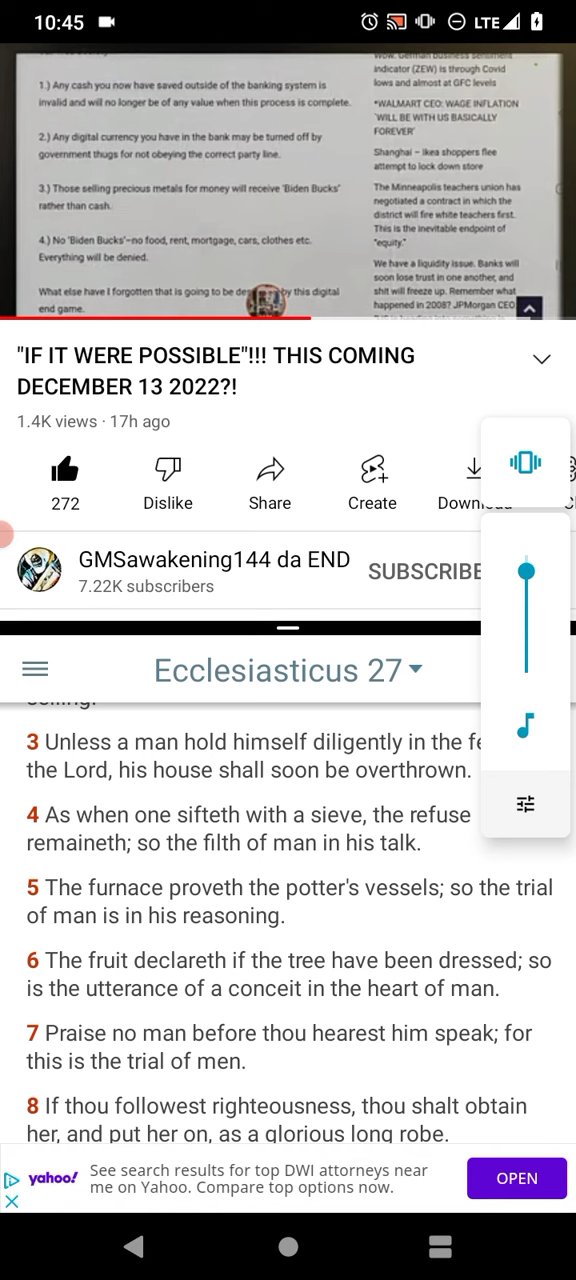 10:45
LTE
1.) Any cash you now have saved outside of the banking system is
invalid and will no longer be of any value when this process is complete.
2.) Any digital currency you have in the bank may be turned off by
government thugs for not obeying the correct party line.
3.) Those selling precious metals for money will receive 'Biden Bucks'
rather than cash.
4.) No 'Biden Bucks'–no food, rent, mortgage, cars, clothes etc.
Everything will be denied.
What else have I forgotten that is going to be by this digital
end game.
Wow. German business sentiment
indicator (ZEW) is through Covid
lows and almost at GFC levels
*WALMART CEO: WAGE INFLATION
'WILL BE WITH US BASICALLY
FOREVER'
Shanghai – Ikea shoppers flee
attempt to lock down store
The Minneapolis teachers union has
negotiated a contract in which the
district will fire white teachers first.
This is the inevitable endpoint of
"equity."
We have a liquidity issue. Banks will
soon lose trust in one another, and
shit will freeze up. Remember what
happened in 2008? JPMorgan CEO
"IF IT WERE POSSIBLE"!!! THIS COMING
DECEMBER 13 2022?!
1.4K views · 17h ago
272
Dislike
Share
Create
Download
GMSawakening144 da END
SUBSCRIBE
7.22K subscribers
Ecclesiasticus 27
3 Unless a man hold himself diligently in the fe
the Lord, his house shall soon be overthrown.
4 As when one sifteth with a sieve, the refuse
remaineth; so the filth of man in his talk.
5 The furnace proveth the potter's vessels; so the trial
of man is in his reasoning.
6 The fruit declareth if the tree have been dressed; so
is the utterance of a conceit in the heart of man.
7 Praise no man before thou hearest him speak; for
this is the trial of men.
8 If thou followest righteousness, thou shalt obtain
her, and put her on, as a glorious long robe.
yahoo!
See search results for top DWI attorneys near
me on Yahoo. Compare top options now.
OPEN